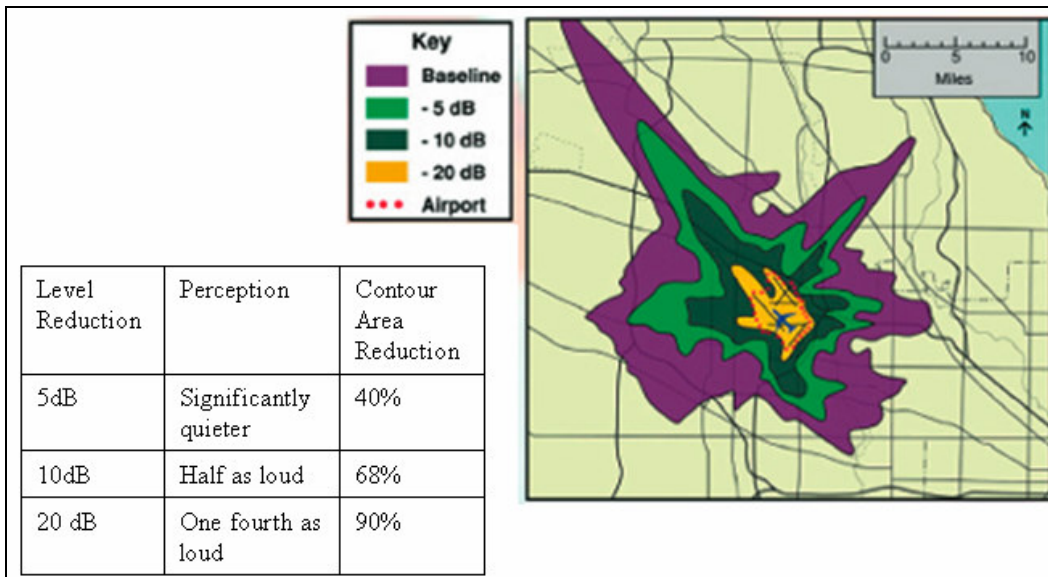 Key
Baseline
- 5 dB
- 10 dB
- 20 dB
Airport
0 5 10
Miles
N
Level Reduction Perception Contour Area Reduction
5dB Significantly quieter 40%
10dB Half as loud 68%
20 dB One fourth as loud 90%